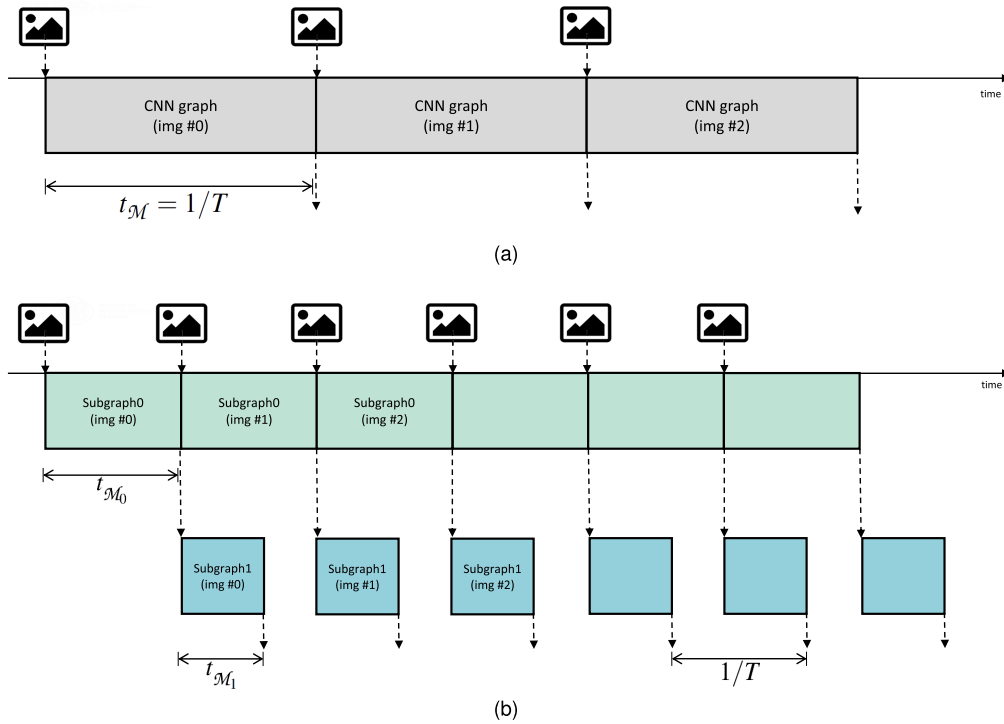 CNN graph
(img #0)
CNN graph
(img #1)
CNN graph
(img #2)
time
t_ℳ = 1/T
(a)
time
Subgraph0
(img #0)
Subgraph0
(img #1)
Subgraph0
(img #2)
t_ℳ₀
Subgraph1
(img #0)
Subgraph1
(img #1)
Subgraph1
(img #2)
t_ℳ₁
1/T
(b)